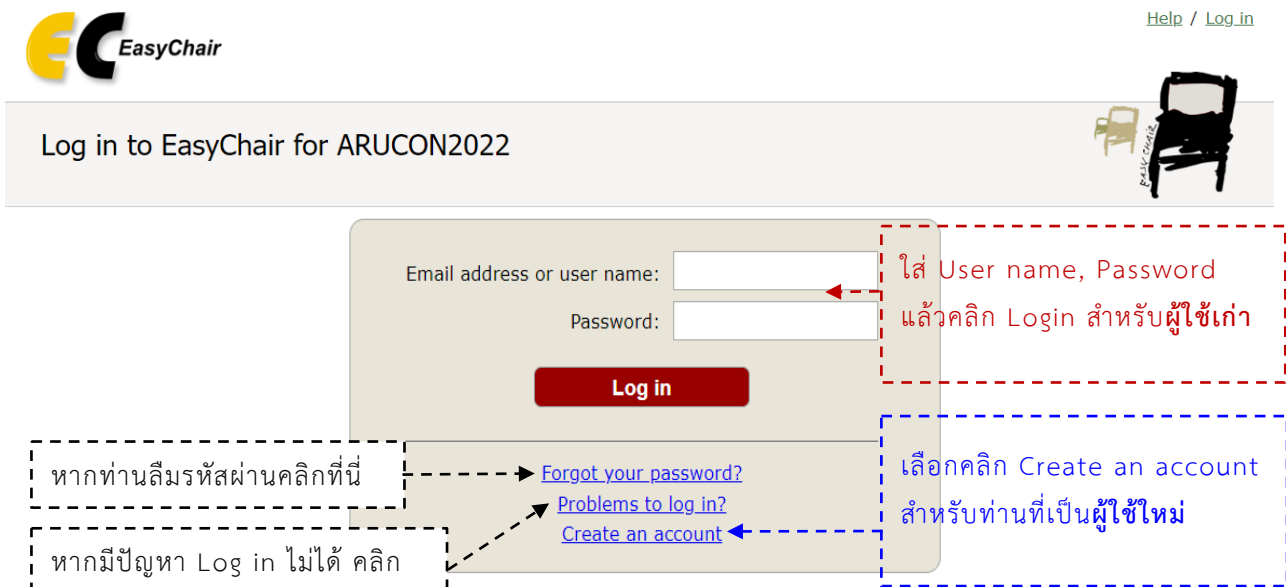 Help / Log in
EasyChair
EASY CHAIR
Log in to EasyChair for ARUCON2022
Email address or user name:
Password:
Log in
ใส่ User name, Password
แล้วคลิก Login สำหรับผู้ใช้เก่า
หากท่านลืมรหัสผ่านคลิกที่นี่
Forgot your password?
Problems to log in?
Create an account
เลือกคลิก Create an account
สำหรับท่านที่เป็นผู้ใช้ใหม่
หากมีปัญหา Log in ไม่ได้ คลิก